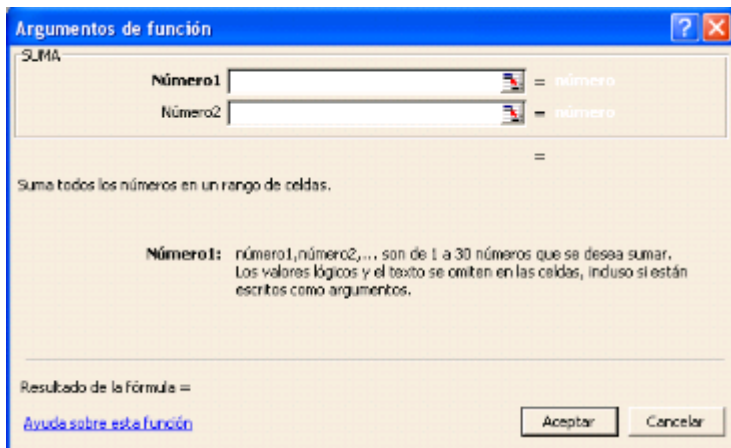 Argumentos de función
SUMA
Número1 = número
Número2 = número
=
Suma todos los números en un rango de celdas.
Número1: número1,número2,... son de 1 a 30 números que se desea sumar.
Los valores lógicos y el texto se omiten en las celdas, incluso si están
escritos como argumentos.
Resultado de la fórmula =
Ayuda sobre esta función Aceptar Cancelar